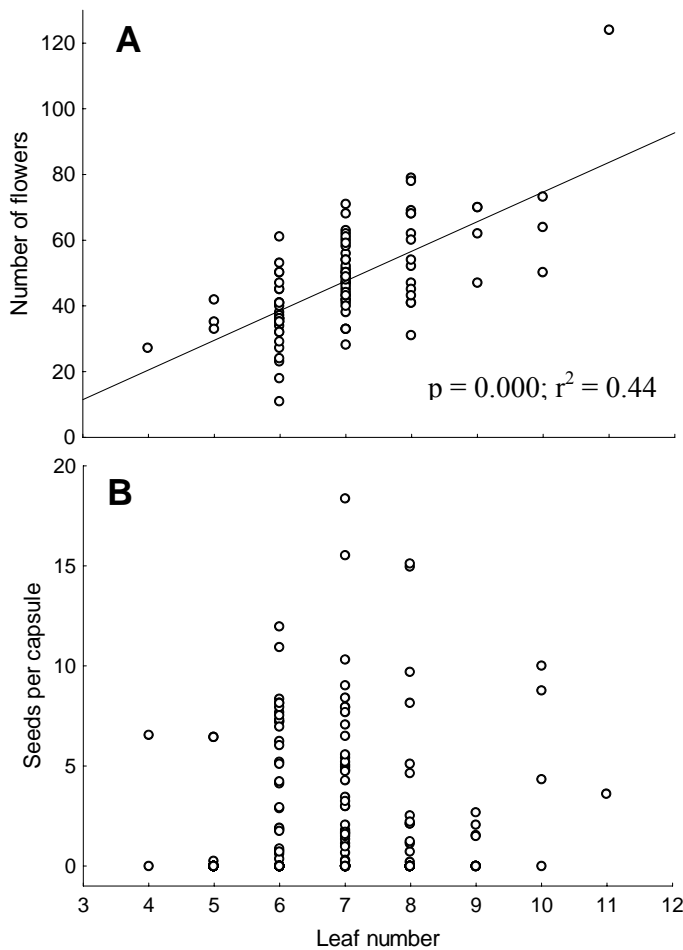 A
120
100
80
60
40
20
0
Number of flowers
p = 0.000; r² = 0.44
B
20
15
10
5
0
Seeds per capsule
3 4 5 6 7 8 9 10 11 12
Leaf number